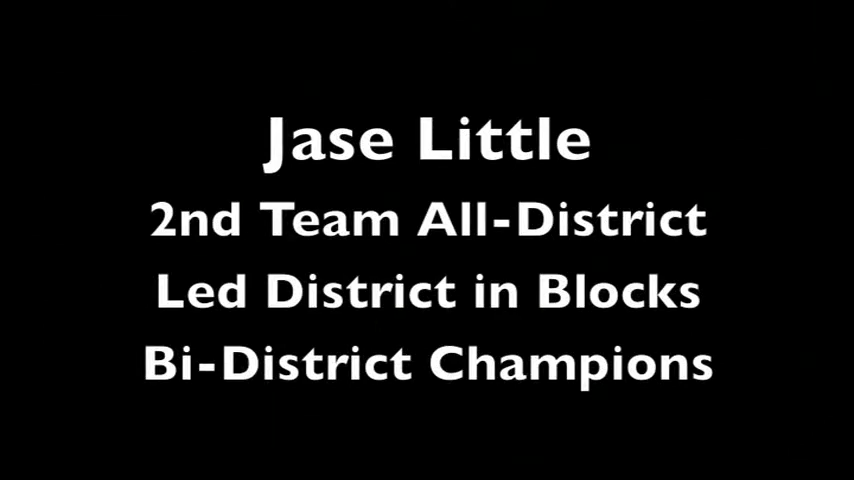 Jase Little
2nd Team All-District
Led District in Blocks
Bi-District Champions